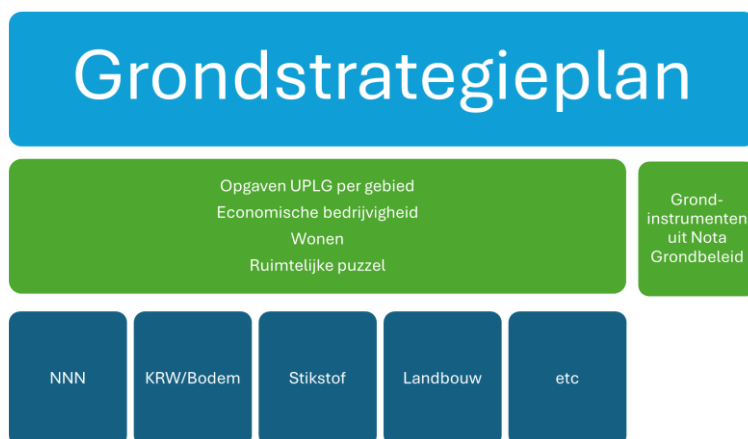 Grondstrategieplan
Opgaven UPLG per gebied
Economische bedrijvigheid
Wonen
Ruimtelijke puzzel
Grond-
instrumenten
uit Nota
Grondbeleid
NNN
KRW/Bodem
Stikstof
Landbouw
etc